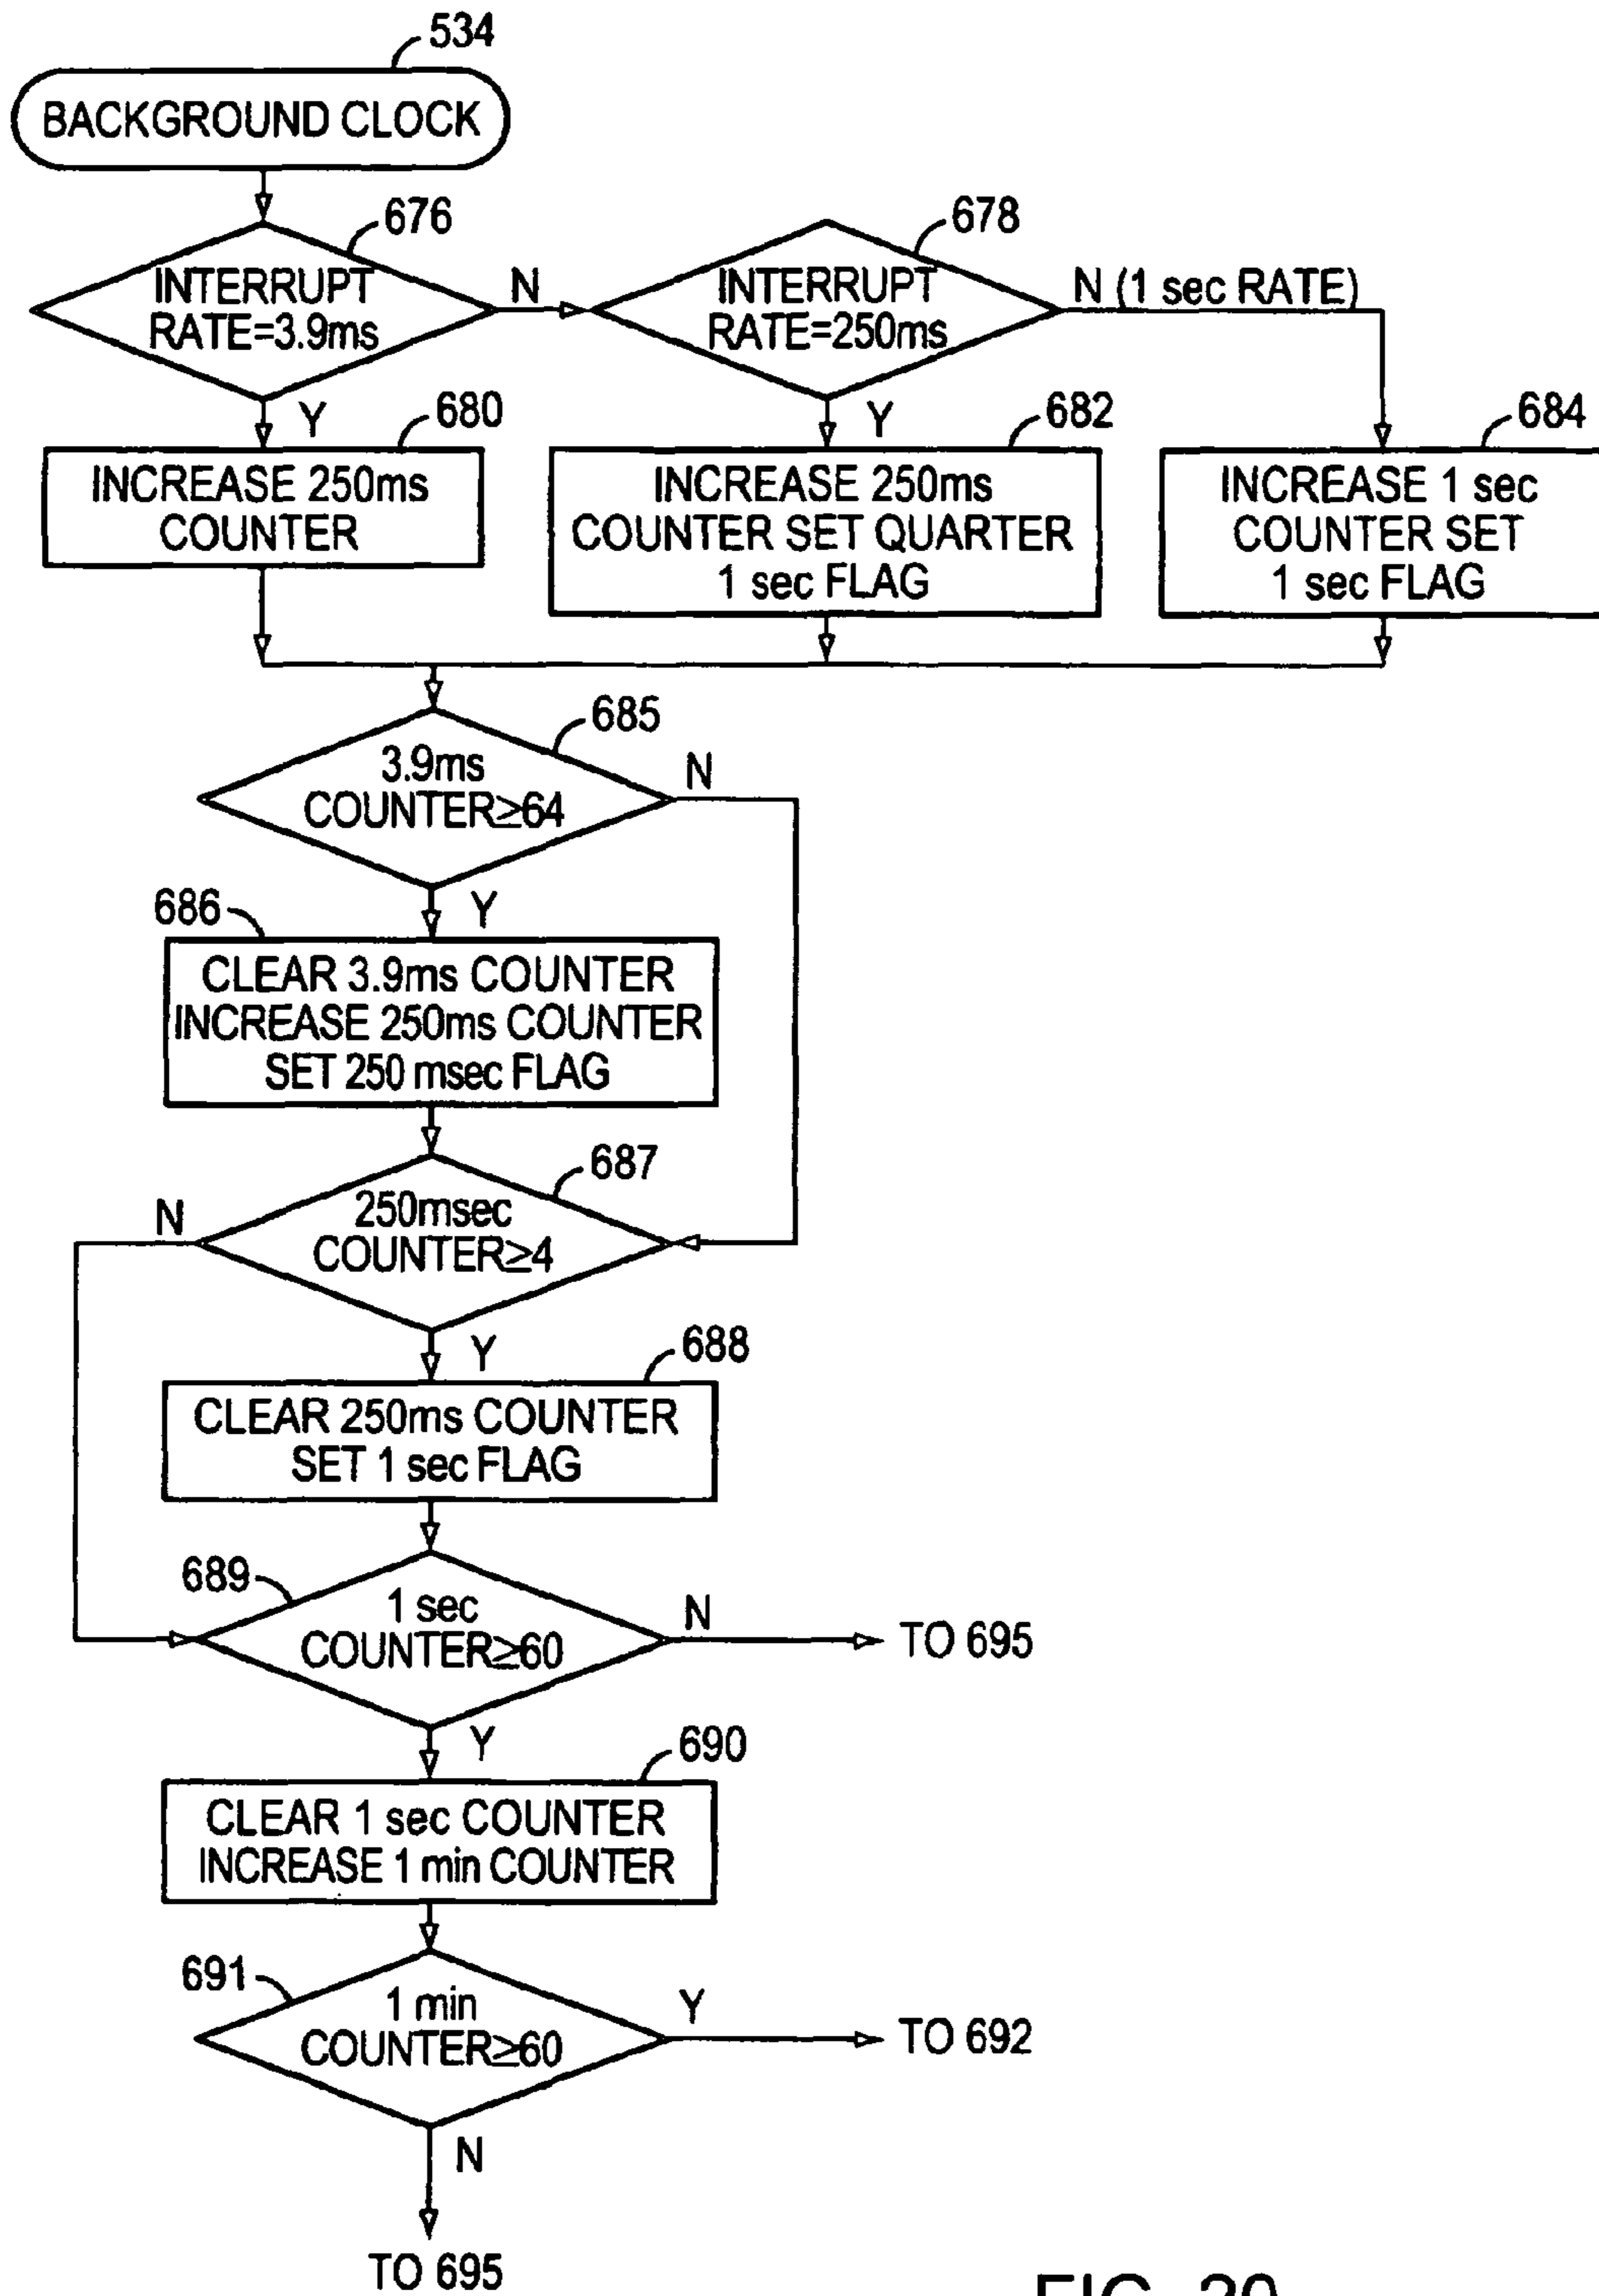 534
BACKGROUND CLOCK
676
INTERRUPT
RATE=3.9ms
N
678
INTERRUPT
RATE=250ms
N (1 sec RATE)
Y
680
INCREASE 250ms
COUNTER
Y
682
INCREASE 250ms
COUNTER SET QUARTER
1 sec FLAG
684
INCREASE 1 sec
COUNTER SET
1 sec FLAG
685
3.9ms
COUNTER≥64
N
Y
686
CLEAR 3.9ms COUNTER
INCREASE 250ms COUNTER
SET 250 msec FLAG
687
250msec
COUNTER≥4
N
Y
688
CLEAR 250ms COUNTER
SET 1 sec FLAG
689
1 sec
COUNTER≥60
N
TO 695
Y
690
CLEAR 1 sec COUNTER
INCREASE 1 min COUNTER
691
1 min
COUNTER≥60
Y
TO 692
N
TO 695